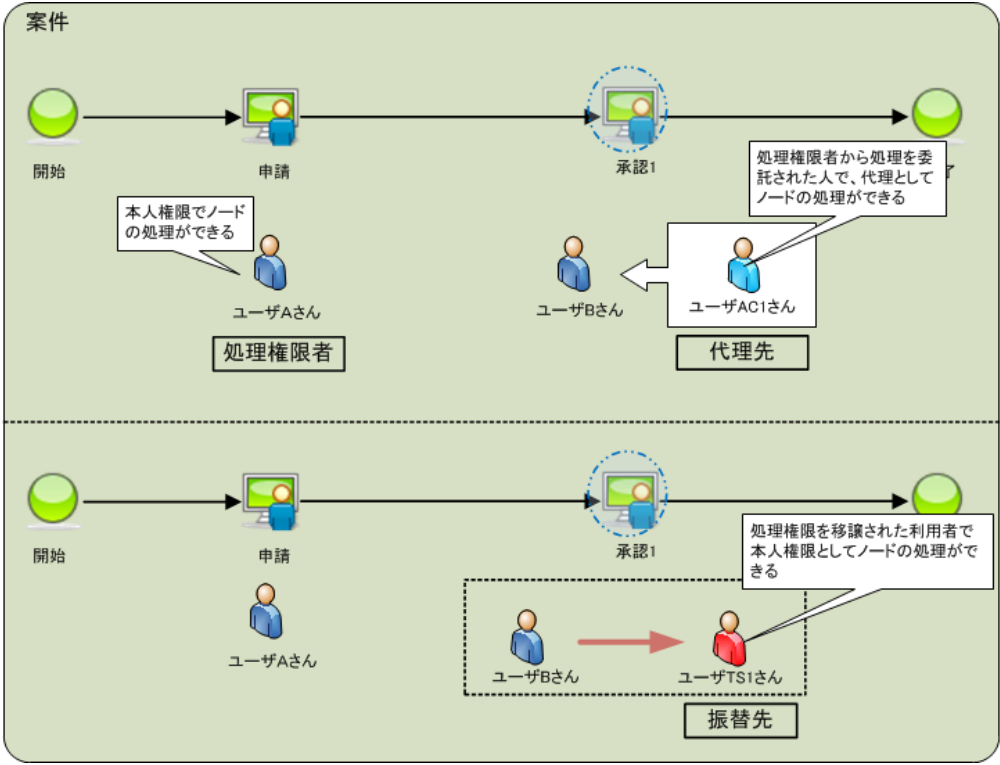 案件
開始
申請
承認1
了
処理権限者から処理を委
託された人で、代理として
ノードの処理ができる
本人権限でノード
の処理ができる
ユーザAさん
ユーザBさん
ユーザAC1さん
処理権限者
代理先
開始
申請
承認1
処理権限を移譲された利用者で
本人権限としてノードの処理がで
きる
ユーザAさん
ユーザBさん
ユーザTS1さん
振替先